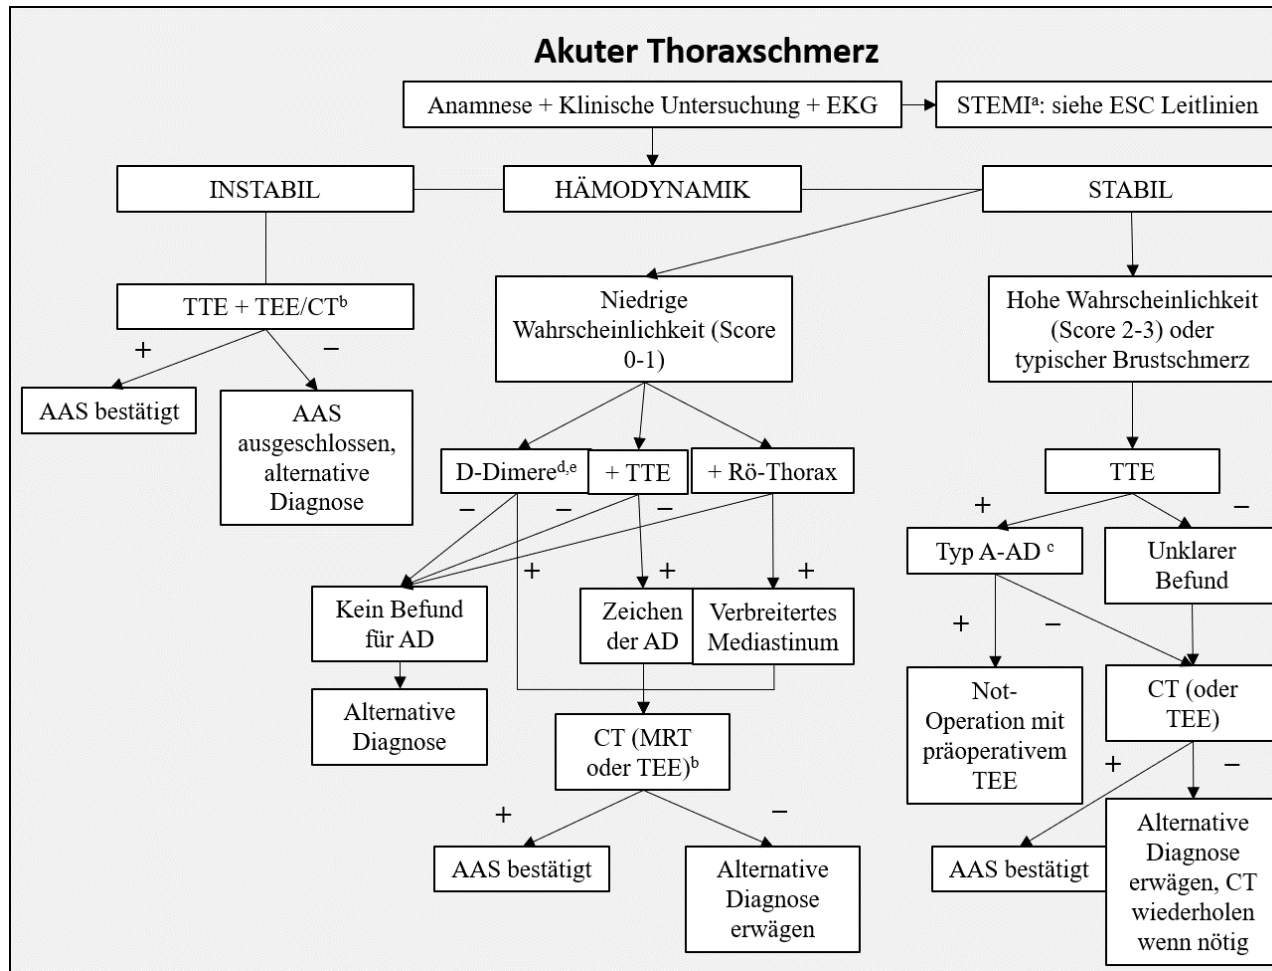 Akuter Thoraxschmerz
Anamnese + Klinische Untersuchung + EKG
STEMIᵃ: siehe ESC Leitlinien
INSTABIL
HÄMODYNAMIK
STABIL
TTE + TEE/CTᵇ
+
–
AAS bestätigt
AAS
ausgeschlossen,
alternative
Diagnose
Niedrige
Wahrscheinlichkeit (Score
0-1)
D-Dimereᵈ,ᵉ
+ TTE
+ Rö-Thorax
–
–
–
+
+
+
Kein Befund
für AD
Zeichen
der AD
Verbreitertes
Mediastinum
Alternative
Diagnose
CT (MRT
oder TEE)ᵇ
+
–
AAS bestätigt
Alternative
Diagnose
erwägen
Hohe Wahrscheinlichkeit
(Score 2-3) oder
typischer Brustschmerz
TTE
+
–
Typ A-AD ᶜ
Unklarer
Befund
+
–
Not-
Operation mit
präoperativem
TEE
CT (oder
TEE)
+
–
AAS bestätigt
Alternative
Diagnose
erwägen, CT
wiederholen
wenn nötig